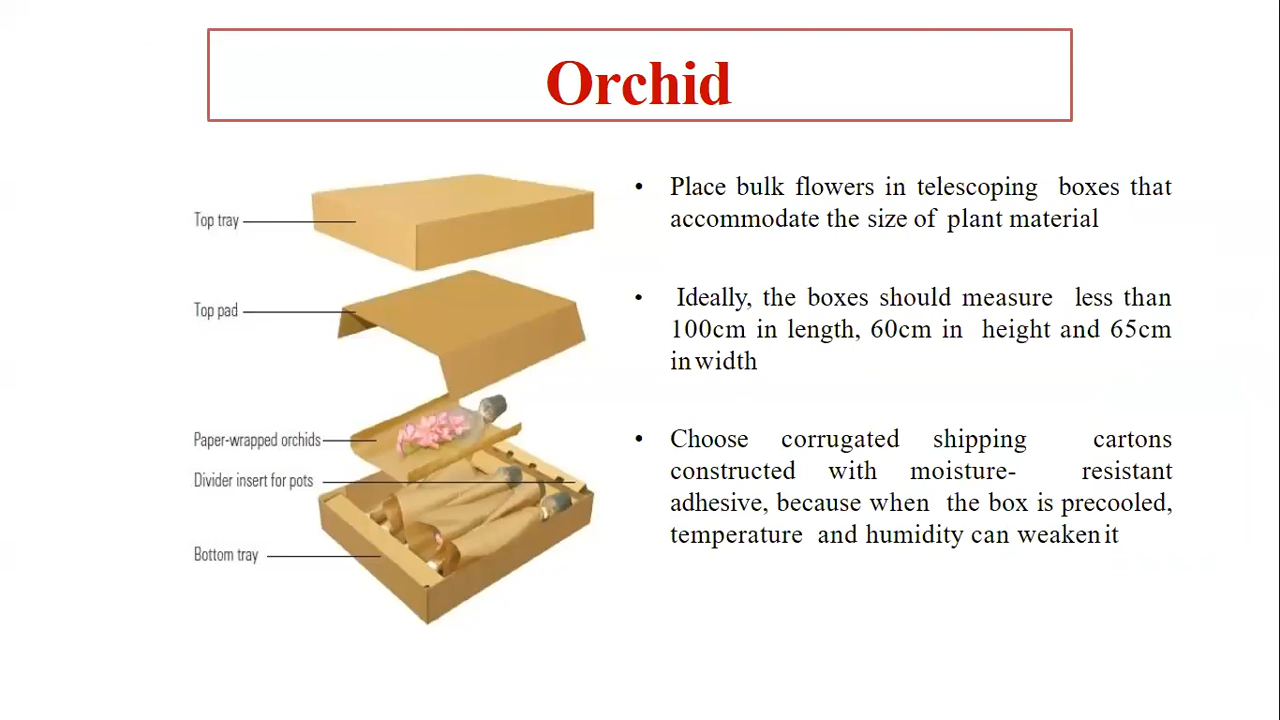 Orchid
Top tray
Top pad
Paper-wrapped orchids
Divider insert for pots
Bottom tray
• Place bulk flowers in telescoping boxes that
accommodate the size of plant material
• Ideally, the boxes should measure less than
100cm in length, 60cm in height and 65cm
in width
• Choose corrugated shipping cartons
constructed with moisture- resistant
adhesive, because when the box is precooled,
temperature and humidity can weaken it